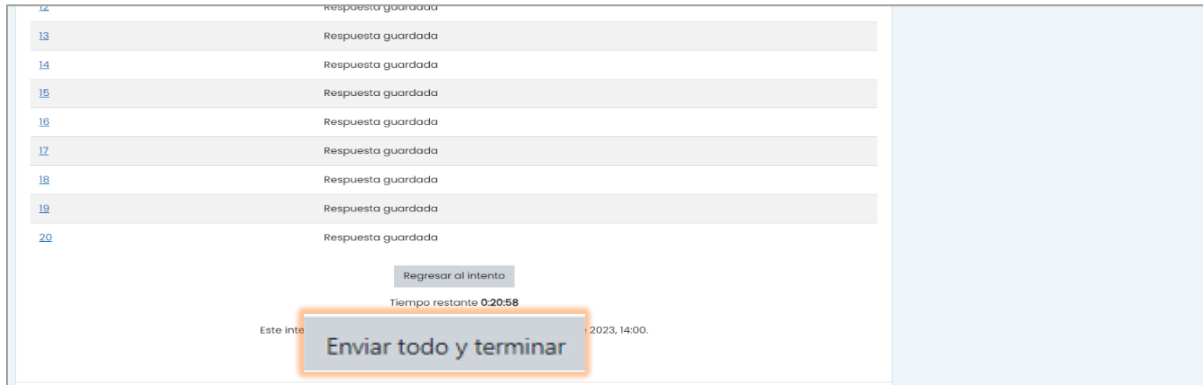 12 Respuesta guardada
13 Respuesta guardada
14 Respuesta guardada
15 Respuesta guardada
16 Respuesta guardada
17 Respuesta guardada
18 Respuesta guardada
19 Respuesta guardada
20 Respuesta guardada
Regresar al intento
Tiempo restante 0:20:58
Este 2023, 14:00.
Enviar todo y terminar